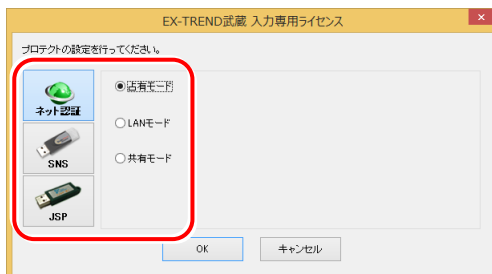 EX-TREND武蔵 入力専用ライセンス
プロテクトの設定を行ってください。
ネット認証
占有モード
LANモード
SNS
共有モード
JSP
OK
キャンセル